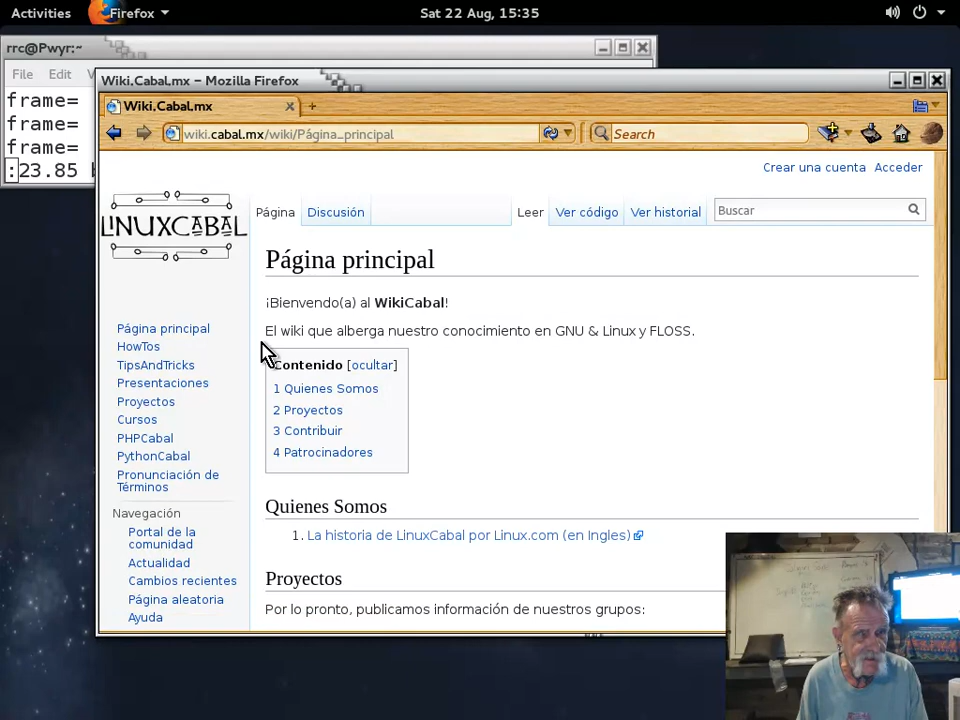 Activities Firefox Sat 22 Aug, 15:35
rrc@Pwyr:~
File Edit
frame=
frame=
frame=
:23.85
Wiki.Cabal.mx – Mozilla Firefox
Wiki.Cabal.mx
wiki.cabal.mx/wiki/Página_principal Search
Crear una cuenta Acceder
LINUXCABAL
Página Discusión Leer Ver código Ver historial Buscar
Página principal
¡Bienvendo(a) al WikiCabal!
El wiki que alberga nuestro conocimiento en GNU & Linux y FLOSS.
Contenido [ocultar]
1 Quienes Somos
2 Proyectos
3 Contribuir
4 Patrocinadores
Quienes Somos
1. La historia de LinuxCabal por Linux.com (en Ingles)
Proyectos
Por lo pronto, publicamos información de nuestros grupos:
Página principal
HowTos
TipsAndTricks
Presentaciones
Proyectos
Cursos
PHPCabal
PythonCabal
Pronunciación de
Términos
Navegación
Portal de la
comunidad
Actualidad
Cambios recientes
Página aleatoria
Ayuda